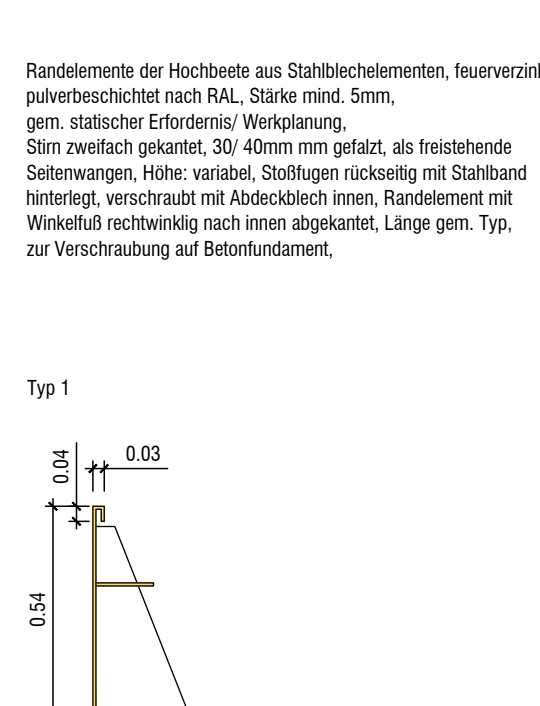 Randelemente der Hochbeete aus Stahlblechelementen, feuerverzinkt
pulverbeschichtet nach RAL, Stärke mind. 5mm,
gem. statischer Erfordernis/ Werkplanung,
Stirn zweifach gekantet, 30/ 40mm mm gefalzt, als freistehende
Seitenwangen, Höhe: variabel, Stoßfugen rückseitig mit Stahlband
hinterlegt, verschraubt mit Abdeckblech innen, Randelement mit
Winkelfuß rechtwinklig nach innen abgekantet, Länge gem. Typ,
zur Verschraubung auf Betonfundament,
Typ 1
0.04
0.03
0.54